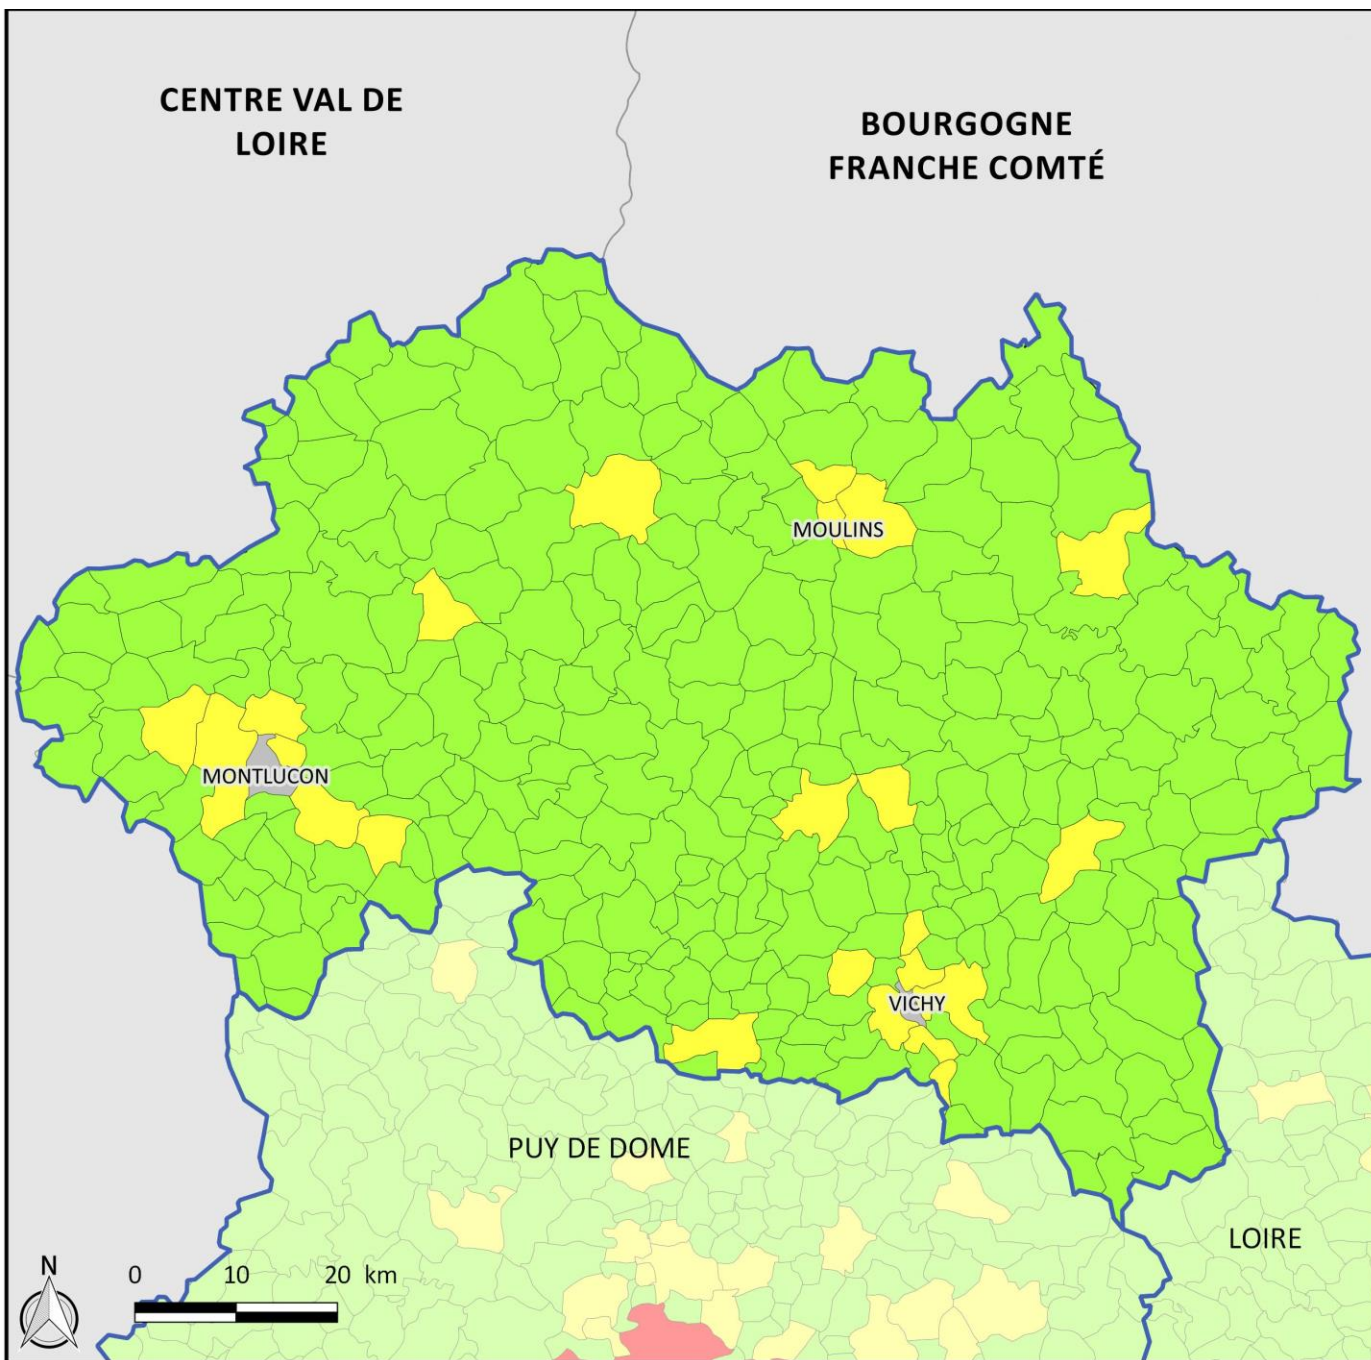 CENTRE VAL DE
LOIRE
BOURGOGNE
FRANCHE COMTÉ
MOULINS
MONTLUCON
VICHY
PUY DE DOME
LOIRE
N
0 10 20 km